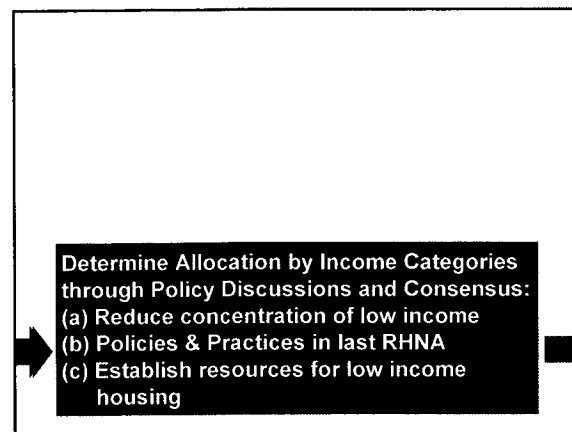 Determine Allocation by Income Categories
through Policy Discussions and Consensus:
(a) Reduce concentration of low income
(b) Policies & Practices in last RHNA
(c) Establish resources for low income
housing